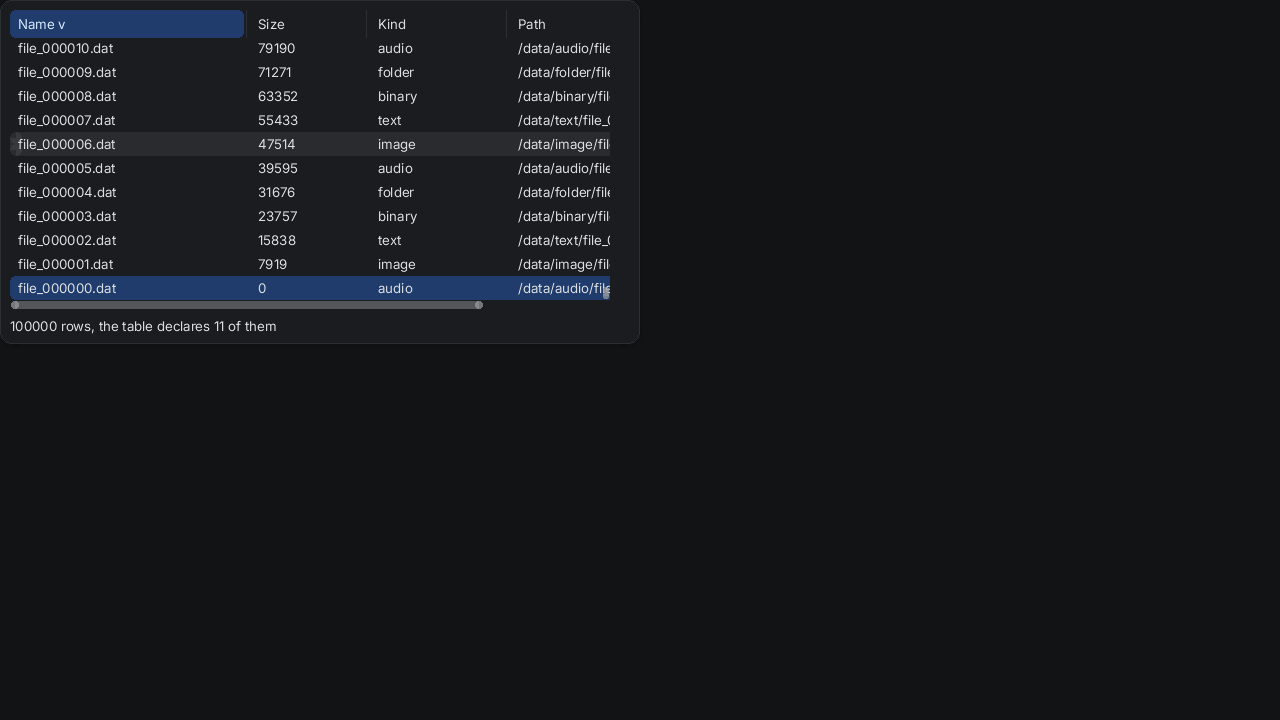 Name v Size Kind Path
file_000010.dat 79190 audio /data/audio/file
file_000009.dat 71271 folder /data/folder/file
file_000008.dat 63352 binary /data/binary/fil
file_000007.dat 55433 text /data/text/file_0
file_000006.dat 47514 image /data/image/fil
file_000005.dat 39595 audio /data/audio/file
file_000004.dat 31676 folder /data/folder/file
file_000003.dat 23757 binary /data/binary/fil
file_000002.dat 15838 text /data/text/file_0
file_000001.dat 7919 image /data/image/fil
file_000000.dat 0 audio /data/audio/file
100000 rows, the table declares 11 of them